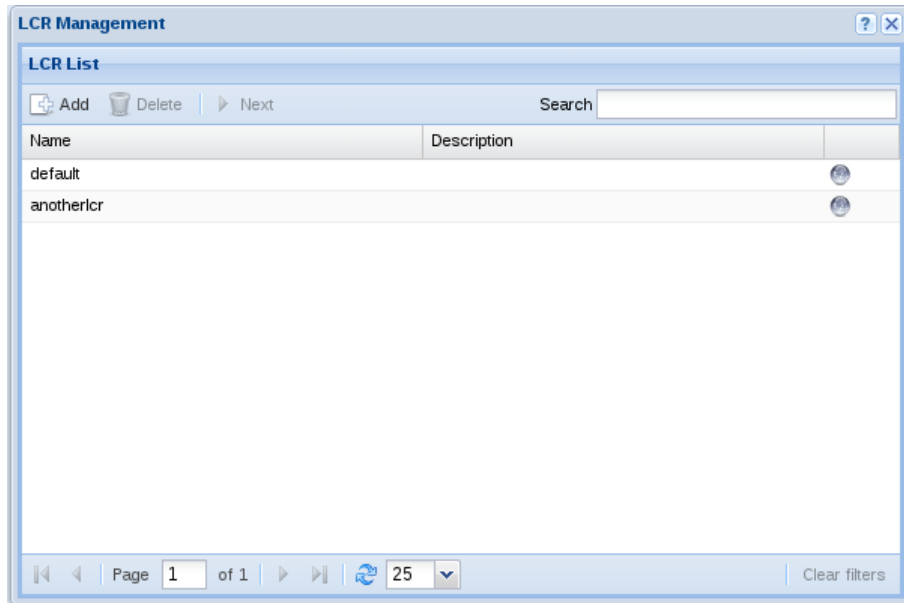 LCR Management ?
LCR List
Add Delete Next Search
Name Description
default
anotherlcr
Page 1 of 1 25 Clear filters